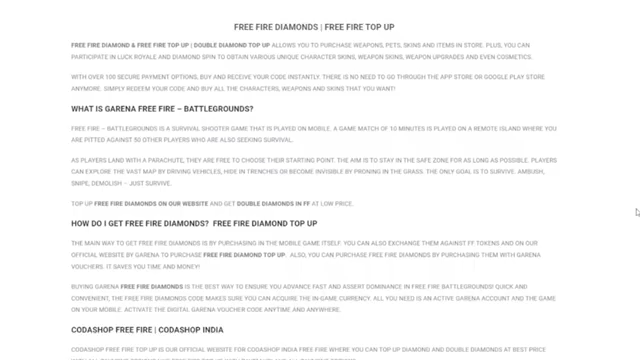 FREE FIRE DIAMONDS | FREE FIRE TOP UP
FREE FIRE DIAMOND & FREE FIRE TOP UP | DOUBLE DIAMOND TOP UP ALLOWS YOU TO PURCHASE WEAPONS, PETS, SKINS AND ITEMS IN STORE. PLUS, YOU CAN
PARTICIPATE IN LUCK ROYALE AND DIAMOND SPIN TO OBTAIN VARIOUS UNIQUE CHARACTER SKINS, WEAPON SKINS, WEAPON UPGRADES AND EVEN COSMETICS.
WITH OVER 100 SECURE PAYMENT OPTIONS, BUY AND RECEIVE YOUR CODE INSTANTLY. THERE IS NO NEED TO GO THROUGH THE APP STORE OR GOOGLE PLAY STORE
ANYMORE. SIMPLY REDEEM YOUR CODE AND BUY ALL THE CHARACTERS, WEAPONS AND SKINS THAT YOU WANT!
WHAT IS GARENA FREE FIRE – BATTLEGROUNDS?
FREE FIRE – BATTLEGROUNDS IS A SURVIVAL SHOOTER GAME THAT IS PLAYED ON MOBILE. A GAME MATCH OF 10 MINUTES IS PLAYED ON A REMOTE ISLAND WHERE YOU
ARE PITTED AGAINST 50 OTHER PLAYERS WHO ARE ALSO SEEKING SURVIVAL.
AS PLAYERS LAND WITH A PARACHUTE, THEY ARE FREE TO CHOOSE THEIR STARTING POINT. THE AIM IS TO STAY IN THE SAFE ZONE FOR AS LONG AS POSSIBLE. PLAYERS
CAN EXPLORE THE VAST MAP BY DRIVING VEHICLES, HIDE IN TRENCHES OR BECOME INVISIBLE BY PRONING IN THE GRASS. THE ONLY GOAL IS TO SURVIVE: AMBUSH,
SNIPE, DEMOLISH – JUST SURVIVE.
TOP UP FREE FIRE DIAMONDS ON OUR WEBSITE AND GET DOUBLE DIAMONDS IN FF AT LOW PRICE.
HOW DO I GET FREE FIRE DIAMONDS? FREE FIRE DIAMOND TOP UP
THE MAIN WAY TO GET FREE FIRE DIAMONDS IS BY PURCHASING IN THE MOBILE GAME ITSELF. YOU CAN ALSO EXCHANGE THEM AGAINST FF TOKENS AND ON OUR
OFFICIAL WEBSITE BY GARENA TO PURCHASE FREE FIRE DIAMOND TOP UP. ALSO, YOU CAN PURCHASE FREE FIRE DIAMONDS BY PURCHASING THEM WITH GARENA
VOUCHERS. IT SAVES YOU TIME AND MONEY!
BUYING GARENA FREE FIRE DIAMONDS IS THE BEST WAY TO ENSURE YOU ADVANCE FAST AND ASSERT DOMINANCE IN FREE FIRE BATTLEGROUNDS! QUICK AND
CONVENIENT, THE FREE FIRE DIAMONDS CODE MAKES SURE YOU CAN ACQUIRE THE IN-GAME CURRENCY. ALL YOU NEED IS AN ACTIVE GARENA ACCOUNT AND THE GAME
ON YOUR MOBILE. ACTIVATE THE DIGITAL GARENA VOUCHER CODE ANYTIME AND ANYWHERE.
CODASHOP FREE FIRE | CODASHOP INDIA
CODASHOP FREE FIRE TOP UP IS OUR OFFICIAL WEBSITE FOR CODASHOP INDIA FREE FIRE WHERE YOU CAN TOP UP DIAMOND AND DOUBLE DIAMONDS AT BEST PRICE